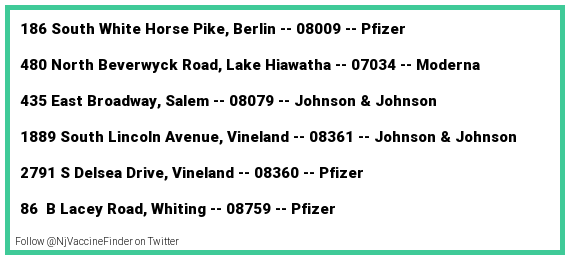 186 South White Horse Pike, Berlin -- 08009 -- Pfizer
480 North Beverwyck Road, Lake Hiawatha -- 07034 -- Moderna
435 East Broadway, Salem -- 08079 -- Johnson & Johnson
1889 South Lincoln Avenue, Vineland -- 08361 -- Johnson & Johnson
2791 S Delsea Drive, Vineland -- 08360 -- Pfizer
86  B Lacey Road, Whiting -- 08759 -- Pfizer
Follow @NjVaccineFinder on Twitter